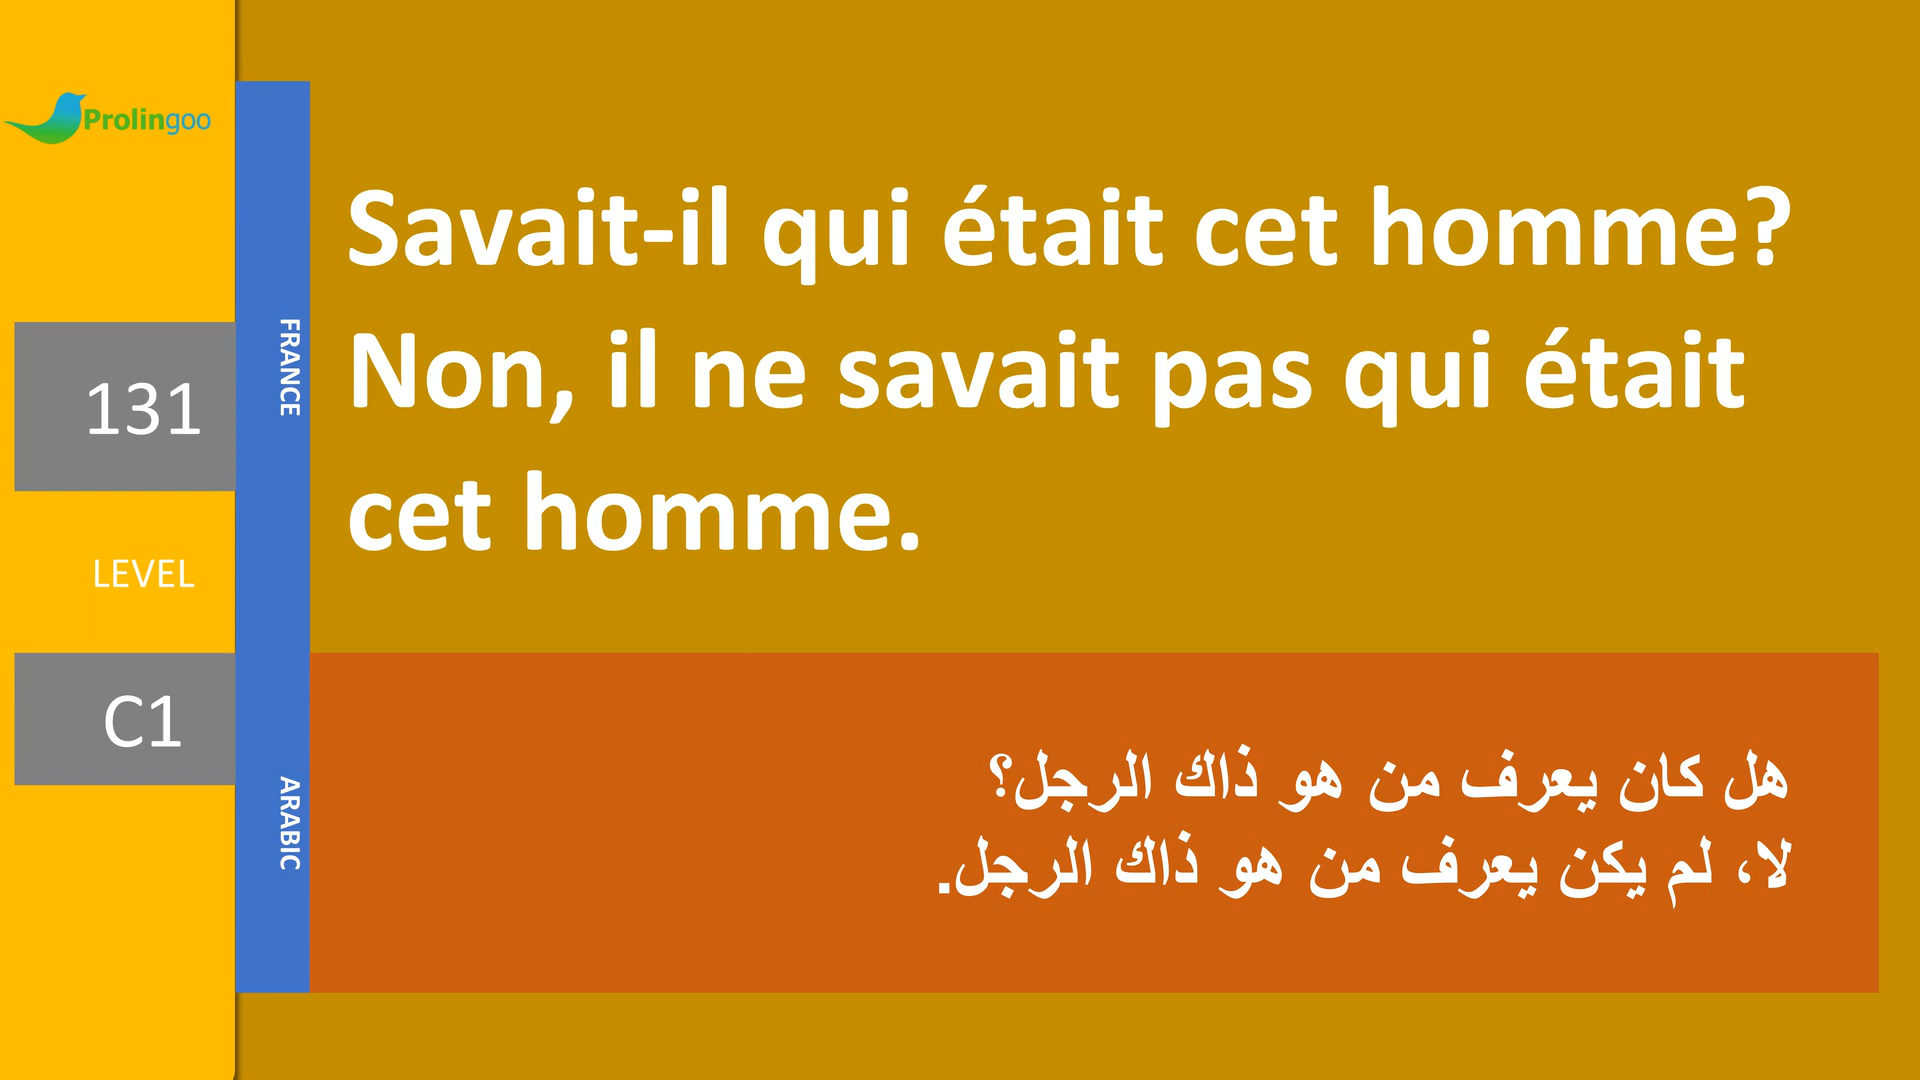 Prolingoo
131
LEVEL
C1
FRANCE
Savait-il qui était cet homme?
Non, il ne savait pas qui était
cet homme.
ARABIC
هل كان يعرف من هو ذاك الرجل؟
لا، لم يكن يعرف من هو ذاك الرجل.